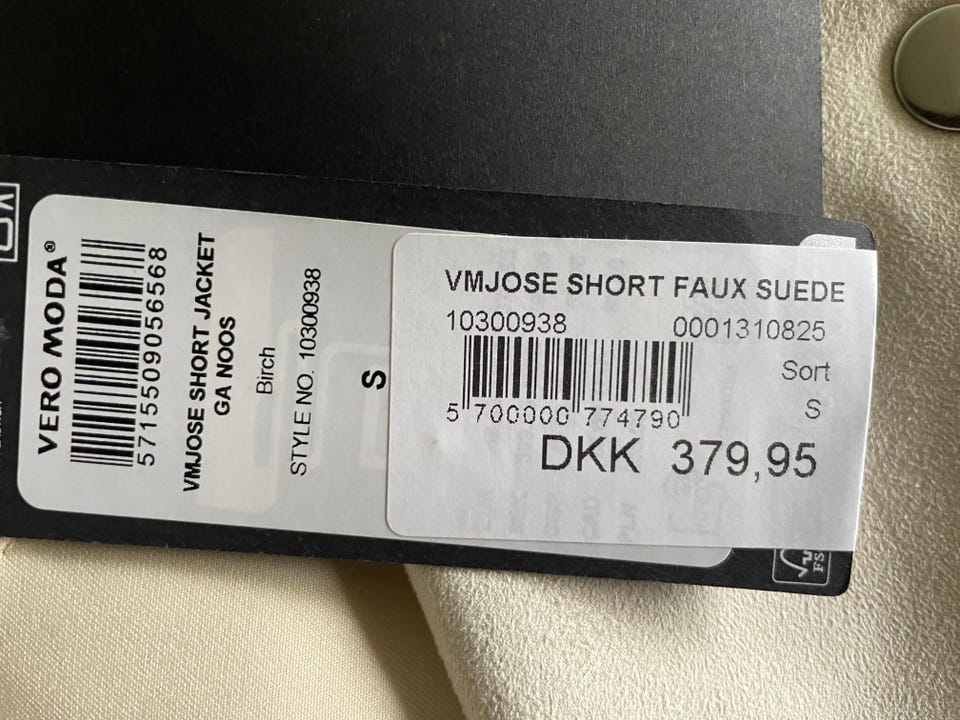 VERO MODA®
5715509056568
VMJOSE SHORT JACKET
GA NOOS
Birch
STYLE NO. 10300938
S
VMJOSE SHORT FAUX SUEDE
10300938 0001310825
Sort
S
5 700000 774790
DKK 379,95
FS